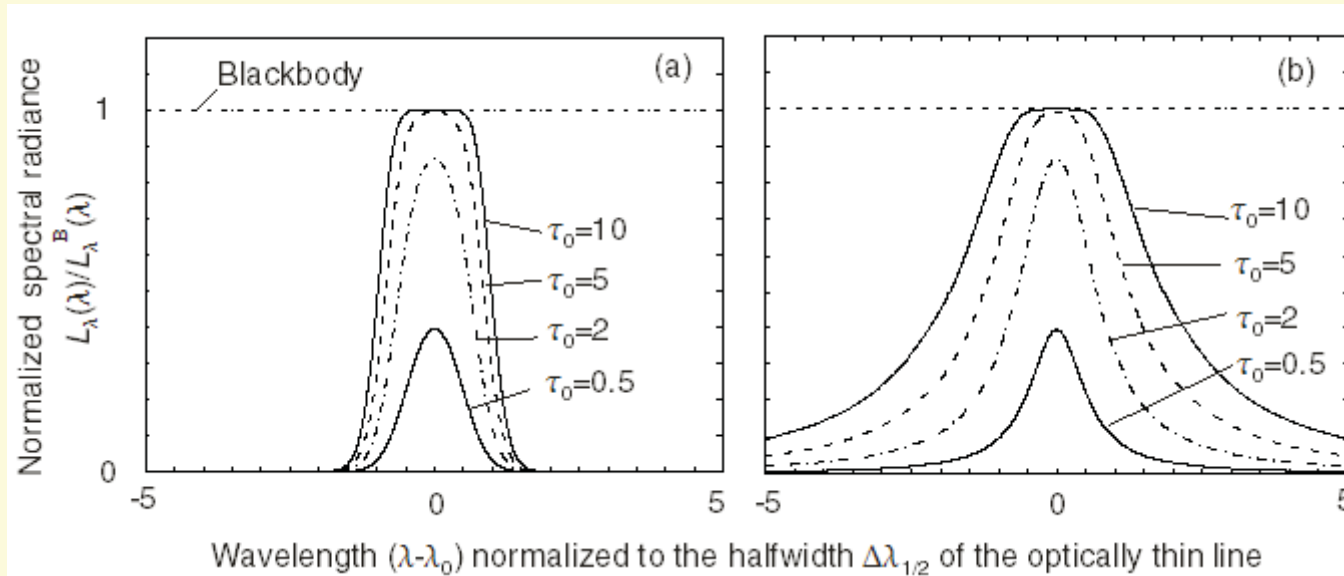 Normalized spectral radiance
L_λ(λ)/L_λ^B(λ)
Blackbody
(a)
1
0
τ₀=10
τ₀=5
τ₀=2
τ₀=0.5
-5
0
5
(b)
τ₀=10
τ₀=5
τ₀=2
τ₀=0.5
-5
0
5
Wavelength (λ-λ₀) normalized to the halfwidth Δλ₁/₂ of the optically thin line